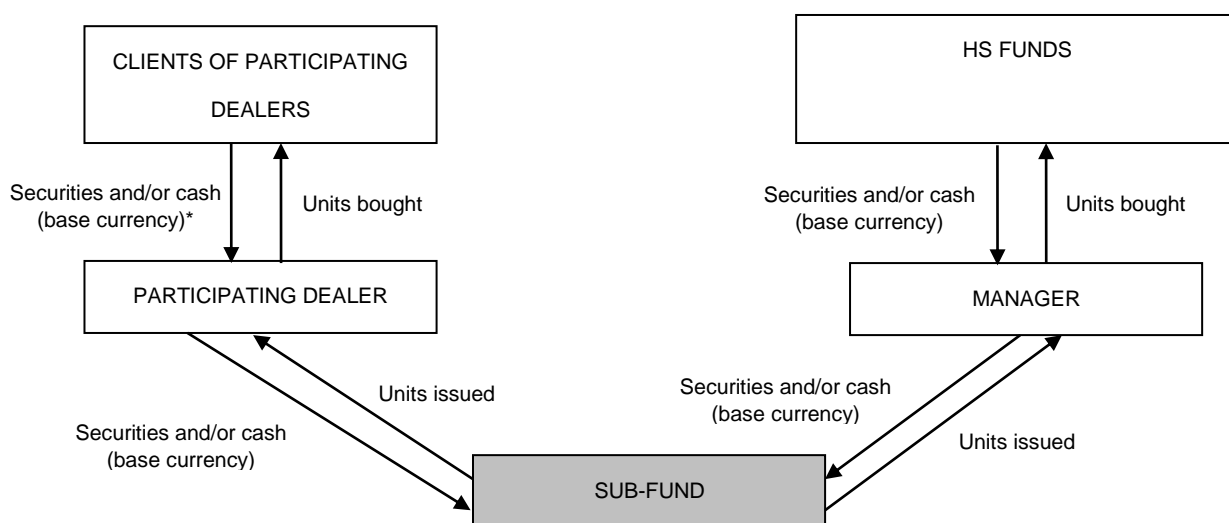 CLIENTS OF PARTICIPATING
DEALERS
HS FUNDS
Securities and/or cash
(base currency)*
Units bought
Securities and/or cash
(base currency)
Units bought
PARTICIPATING DEALER
MANAGER
Units issued
Securities and/or cash
(base currency)
Securities and/or cash
(base currency)
Units issued
SUB-FUND